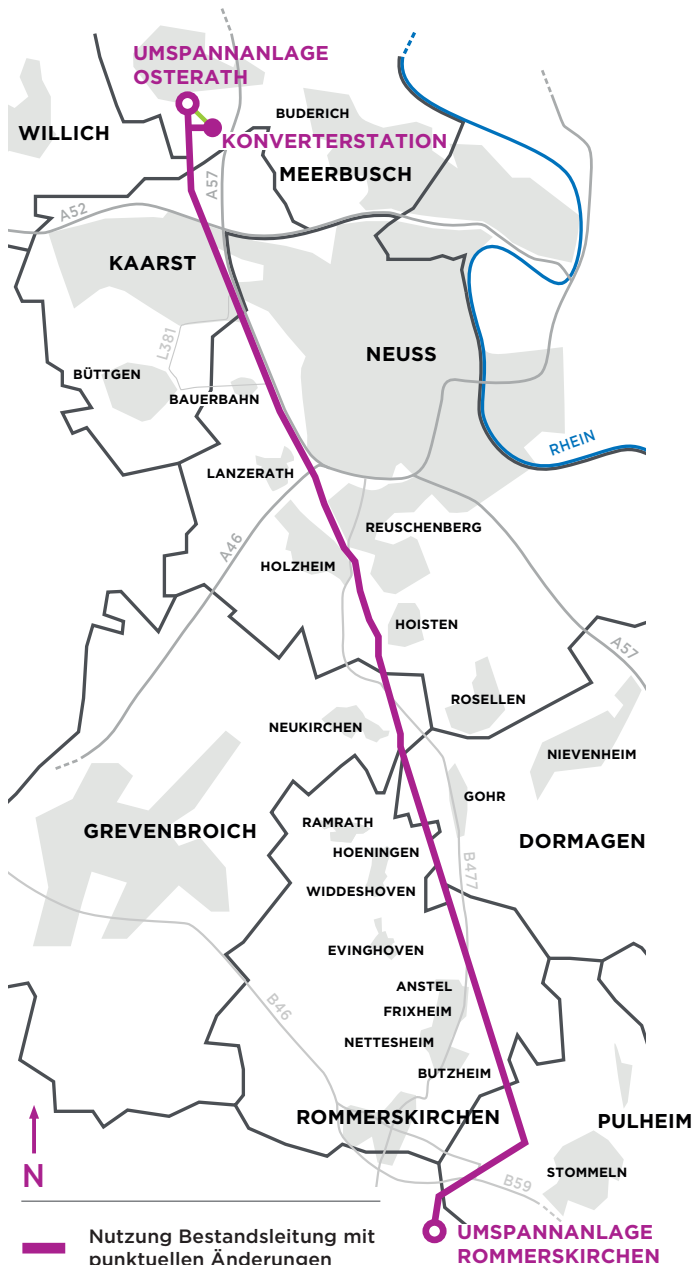 UMSPANNANLAGE
OSTERATH
BUDERICH
WILLICH
KONVERTERSTATION
MEERBUSCH
A57
A52
KAARST
L381
NEUSS
BÜTTGEN
BAUERBAHN
RHEIN
LANZERATH
REUSCHENBERG
A46
HOLZHEIM
HOISTEN
A57
ROSELLEN
NEUKIRCHEN
NIEVENHEIM
GOHR
RAMRATH
GREVENBROICH
DORMAGEN
HOENINGEN
B477
WIDDESHOVEN
EVINGHOVEN
ANSTEL
B46
FRIXHEIM
NETTESHEIM
BUTZHEIM
ROMMERSKIRCHEN
PULHEIM
N
STOMMELN
B59
UMSPANNANLAGE
ROMMERSKIRCHEN
Nutzung Bestandsleitung mit
punktuellen Änderungen